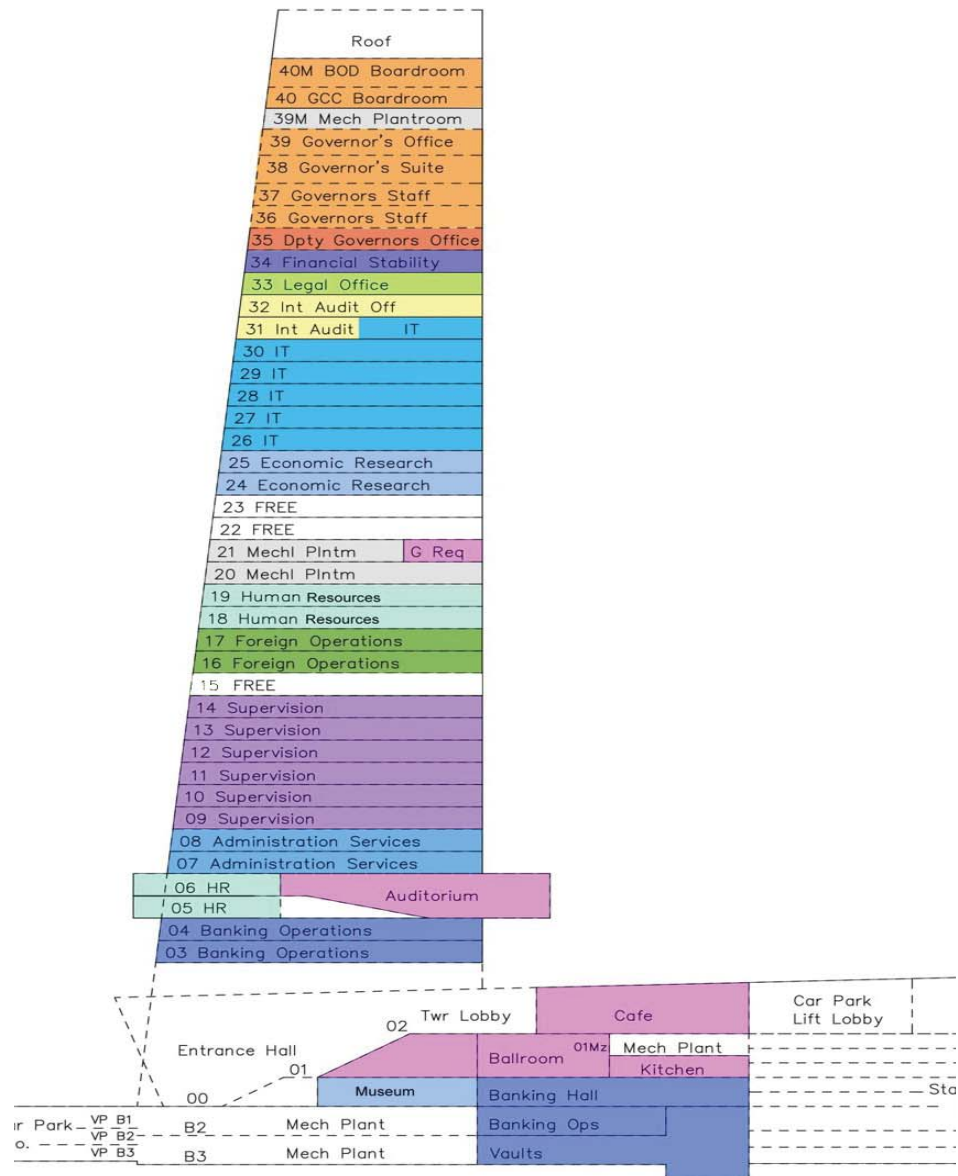 Roof
40M BOD Boardroom
40 GCC Boardroom
39M Mech Plantroom
39 Governor's Office
38 Governor's Suite
37 Governors Staff
36 Governors Staff
35 Dpty Governors Office
34 Financial Stability
33 Legal Office
32 Int Audit Off
31 Int Audit IT
30 IT
29 IT
28 IT
27 IT
26 IT
25 Economic Research
24 Economic Research
23 FREE
22 FREE
21 Mechl Plntm G Req
20 Mechl Plntm
19 Human Resources
18 Human Resources
17 Foreign Operations
16 Foreign Operations
15 FREE
14 Supervision
13 Supervision
12 Supervision
11 Supervision
10 Supervision
09 Supervision
08 Administration Services
07 Administration Services
06 HR
Auditorium
05 HR
04 Banking Operations
03 Banking Operations
Car Park
Lift Lobby
Twr Lobby
Cafe
02
Entrance Hall
01
Ballroom
01Mz
Mech Plant
Kitchen
Museum
Banking Hall
00
Sta
ar Park VP B1
B2 Mech Plant
Banking Ops
o. VP B2
VP B3
B3 Mech Plant
Vaults